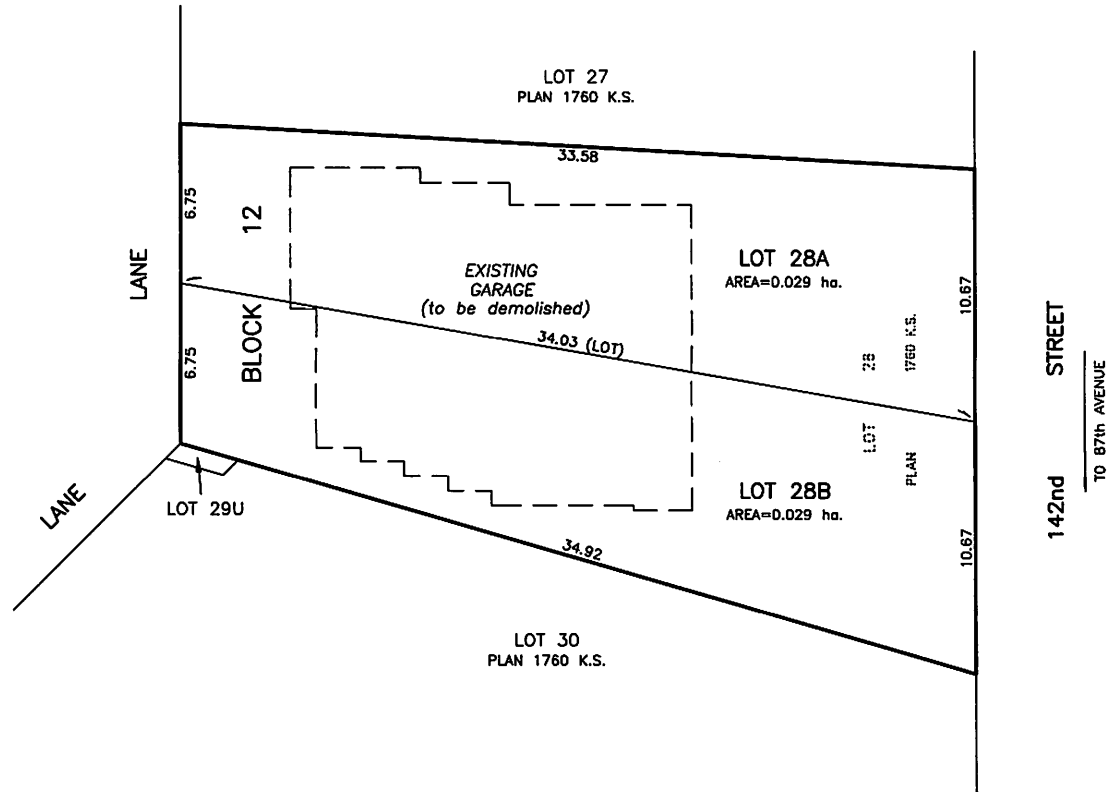 LOT 27
PLAN 1760 K.S.
33.58
6.75
BLOCK 12
LANE
EXISTING
GARAGE
(to be demolished)
LOT 28A
AREA=0.029 ha.
10.67
34.03 (LOT)
6.75
LOT 28
PLAN 1760 K.S.
142nd STREET
TO 87th AVENUE
LOT 28B
AREA=0.029 ha.
10.67
LANE
LOT 29U
34.92
LOT 30
PLAN 1760 K.S.